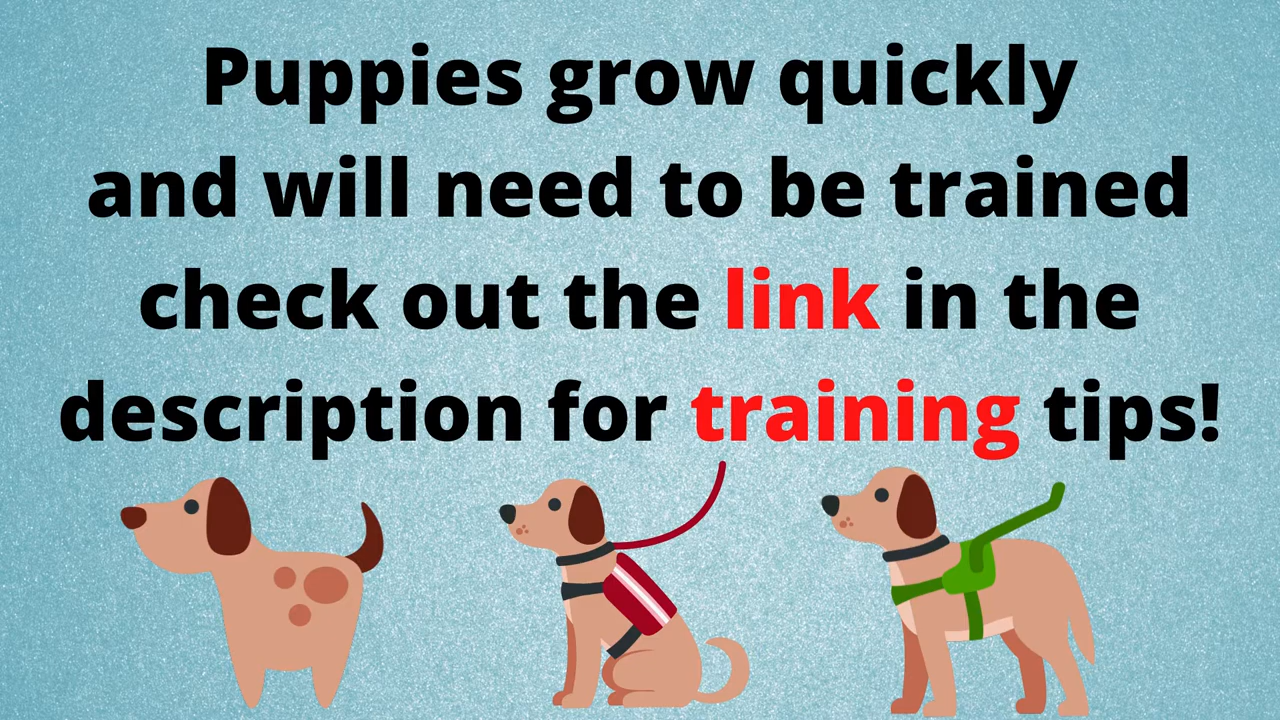 Puppies grow quickly
and will need to be trained
check out the link in the
description for training tips!